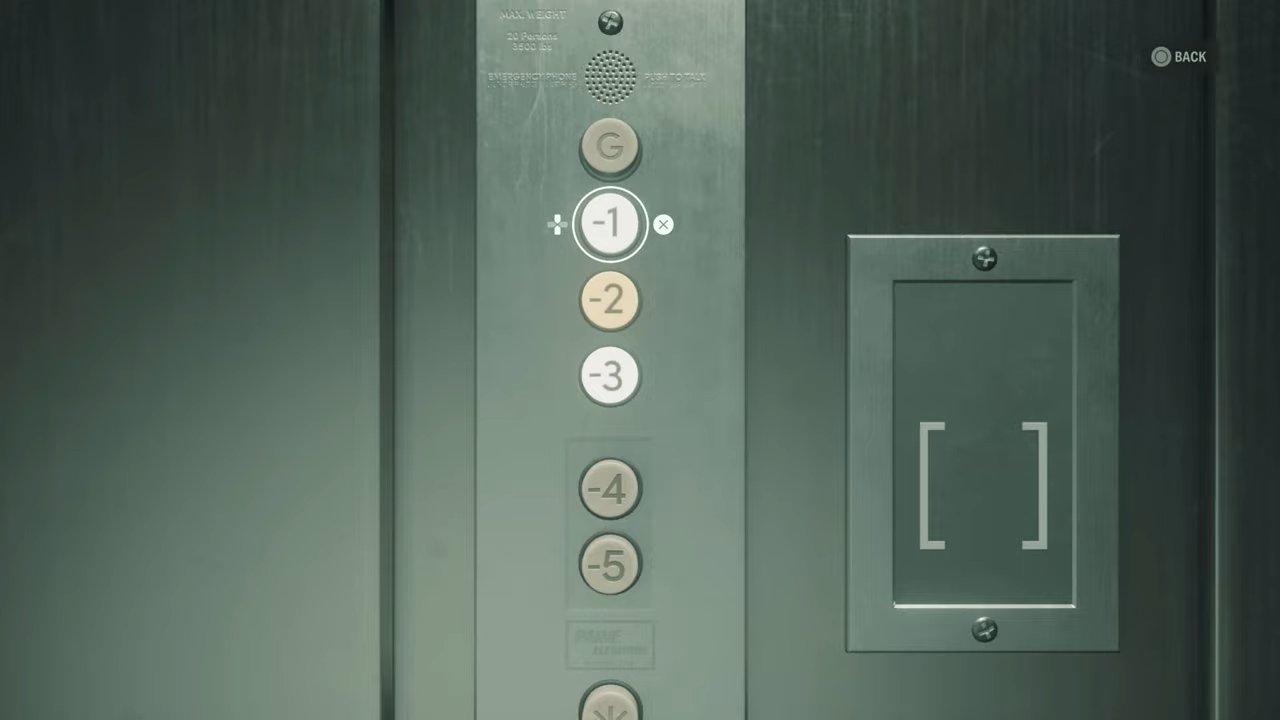 MAX. WEIGHT
20 Persons
3500 lbs
BACK
EMERGENCY PHONE
PUSH TO TALK
G
-1
-2
-3
-4
-5